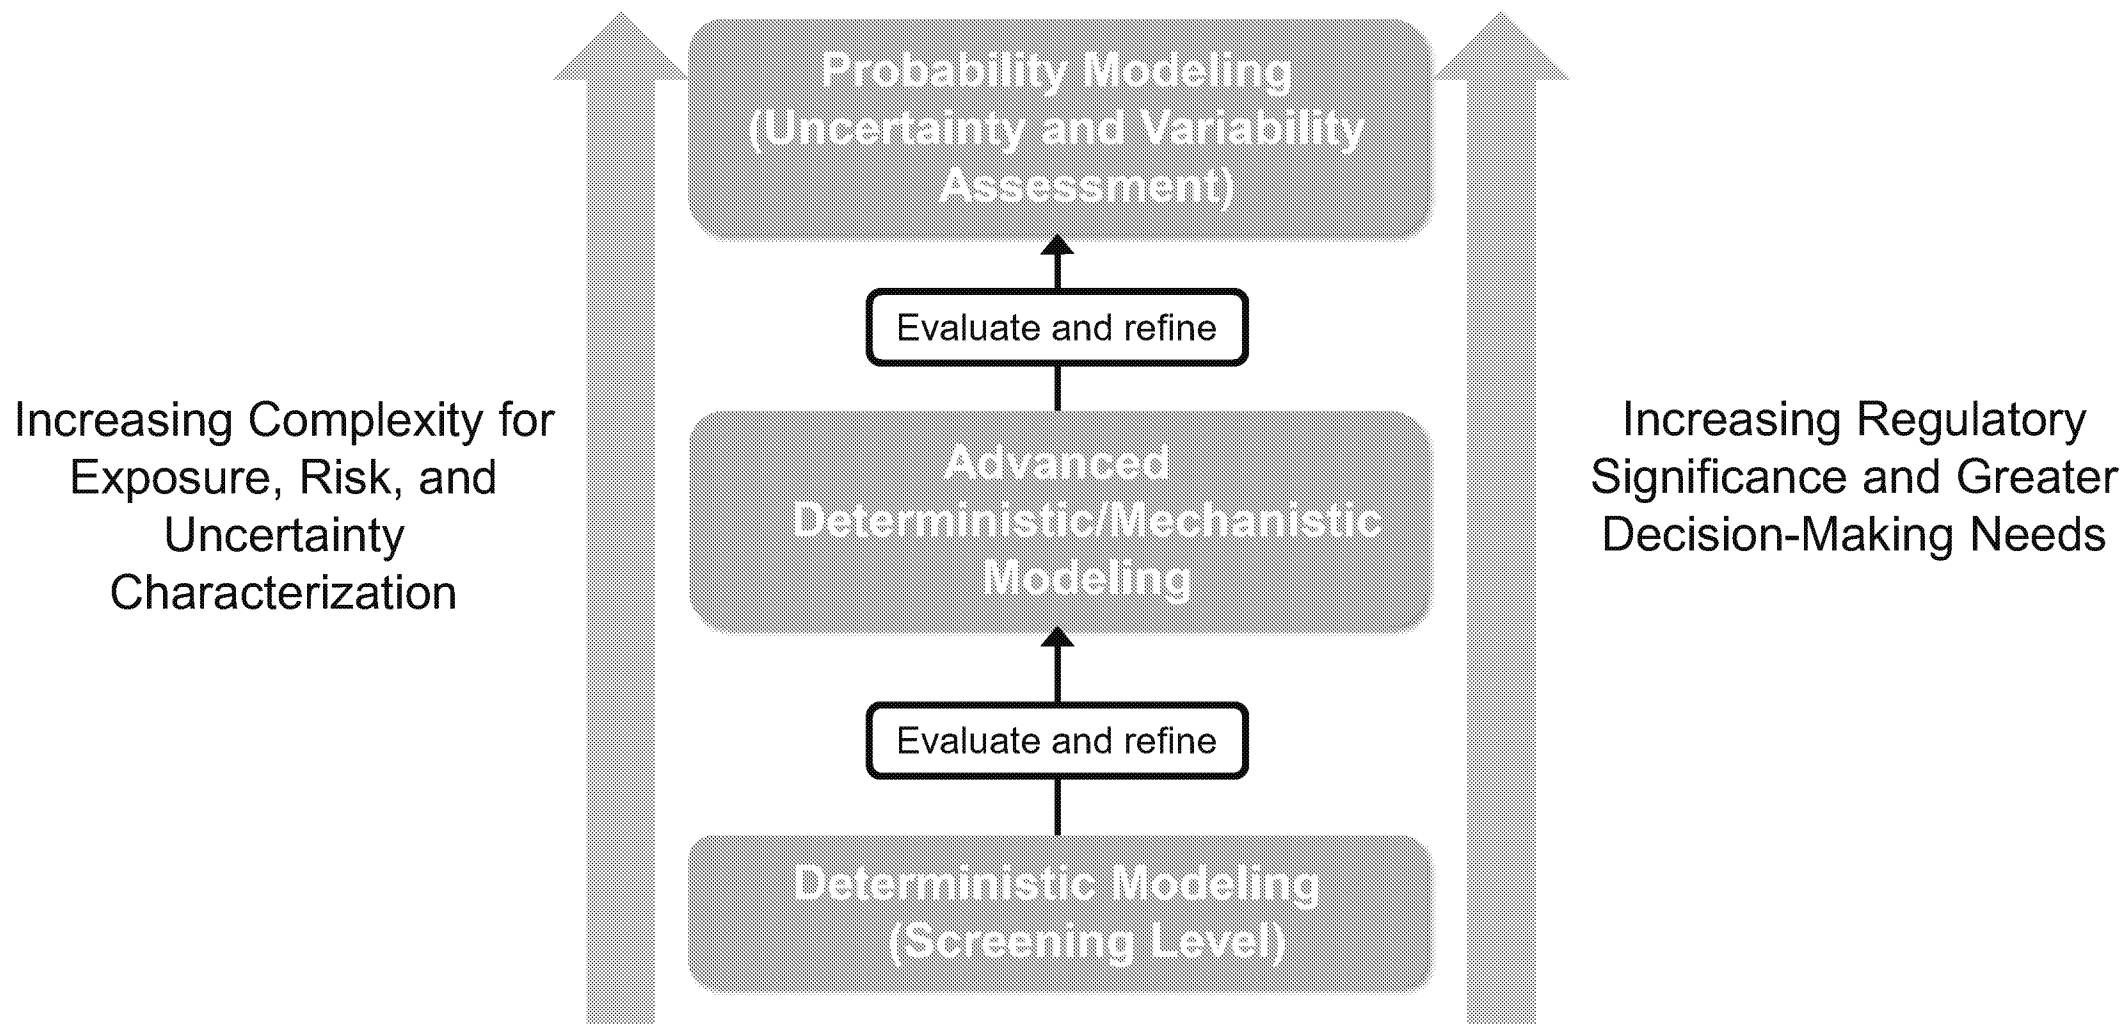 Probability Modeling
(Uncertainty and Variability
Assessment)
Evaluate and refine
Increasing Complexity for
Exposure, Risk, and
Uncertainty
Characterization
Advanced
Deterministic/Mechanistic
Modeling
Increasing Regulatory
Significance and Greater
Decision-Making Needs
Evaluate and refine
Deterministic Modeling
(Screening Level)